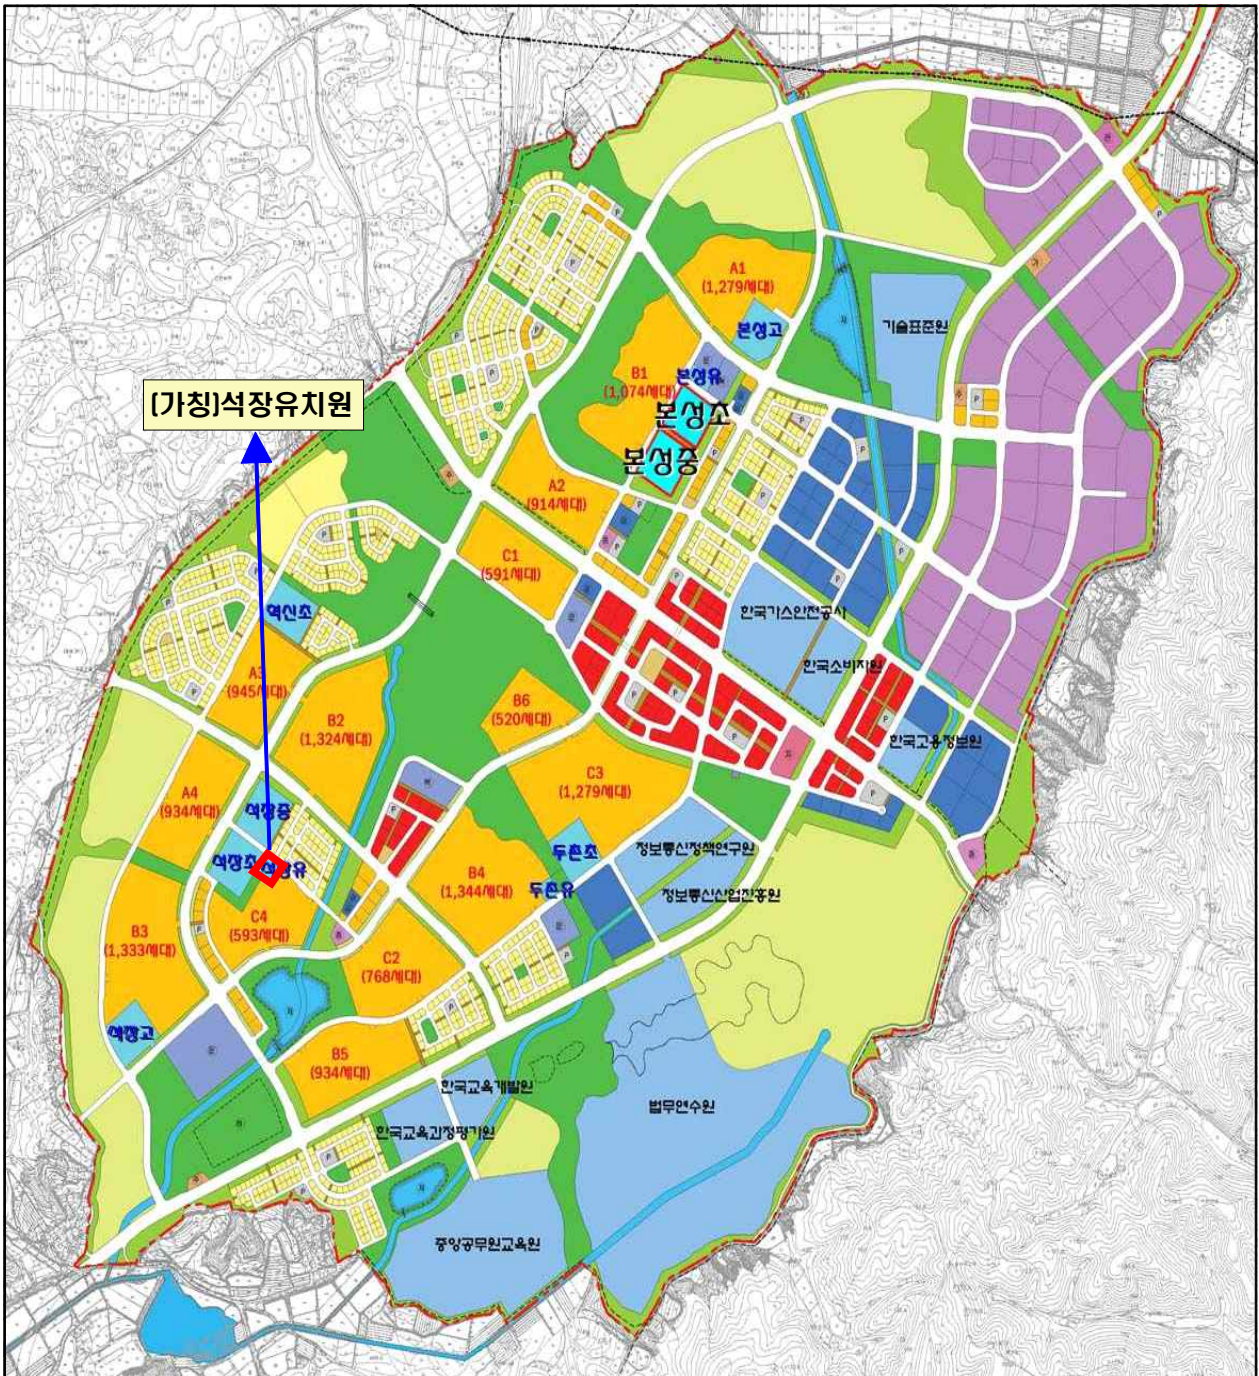 A1
(1,279세대)
기술표준원
본성고
B1
(1,074세대)
본성유
본성초
(가칭)석장유치원
본성중
A2
(914세대)
C1
(591세대)
혁신초
한국가스안전공사
한국소비자원
A3
(945세대)
B6
(520세대)
B2
(1,324세대)
한국고용정보원
C3
(1,279세대)
A4
(934세대)
석장중
두촌초
정보통신정책연구원
석장초
석장유
B4
(1,344세대)
두촌유
정보통신산업진흥원
C4
(593세대)
B3
(1,333세대)
C2
(768세대)
석장고
B5
(934세대)
한국교육개발원
법무연수원
한국교육과정평가원
중앙공무원교육원